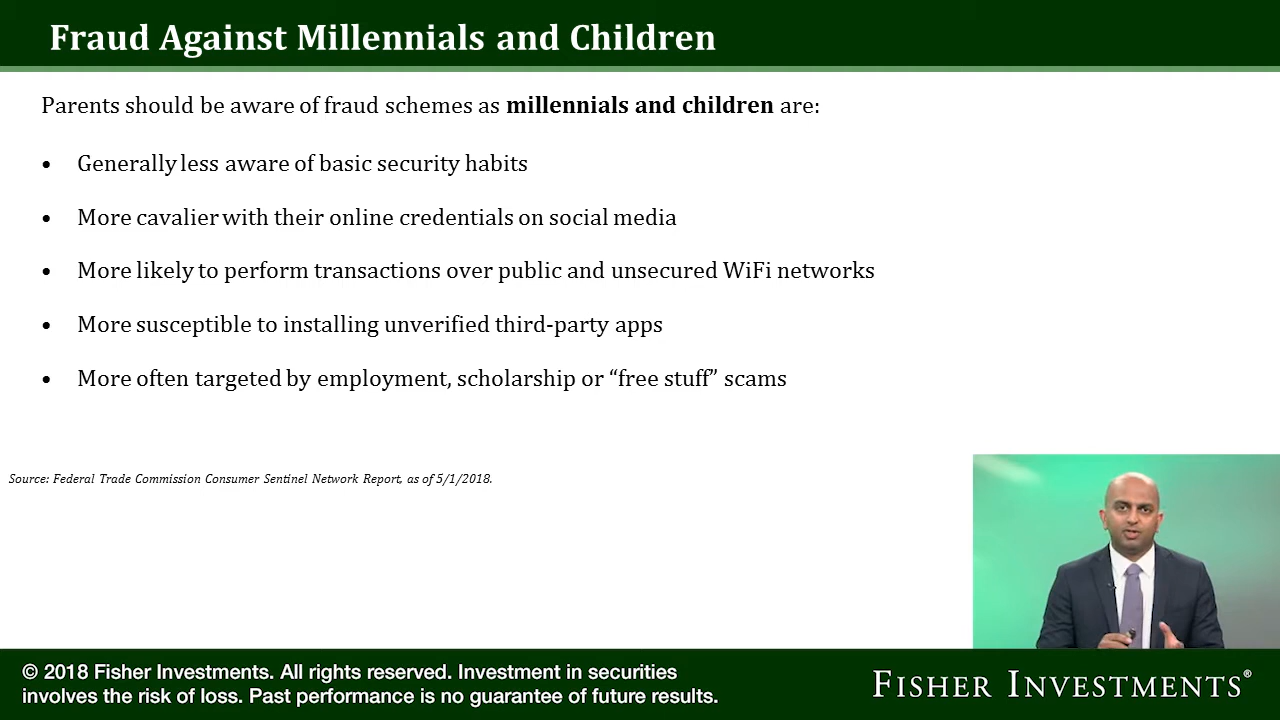 Fraud Against Millennials and Children
Parents should be aware of fraud schemes as millennials and children are:
• Generally less aware of basic security habits
• More cavalier with their online credentials on social media
• More likely to perform transactions over public and unsecured WiFi networks
• More susceptible to installing unverified third-party apps
• More often targeted by employment, scholarship or “free stuff” scams
Source: Federal Trade Commission Consumer Sentinel Network Report, as of 5/1/2018.
© 2018 Fisher Investments. All rights reserved. Investment in securities
involves the risk of loss. Past performance is no guarantee of future results.
FISHER INVESTMENTS®